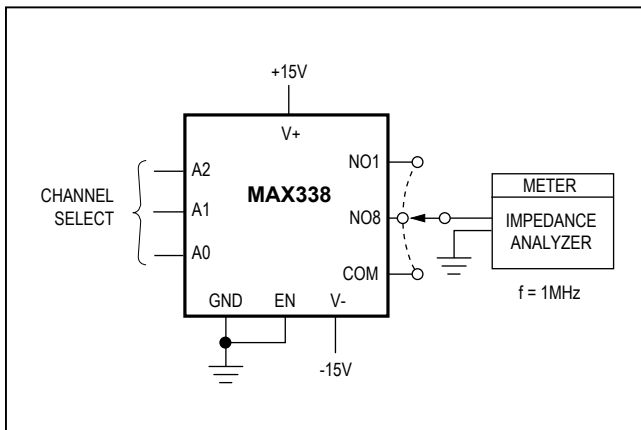 +15V
V+
A2
NO1
CHANNEL
SELECT
A1
MAX338
NO8
METER
IMPEDANCE
ANALYZER
A0
COM
f = 1MHz
GND
EN
V-
-15V